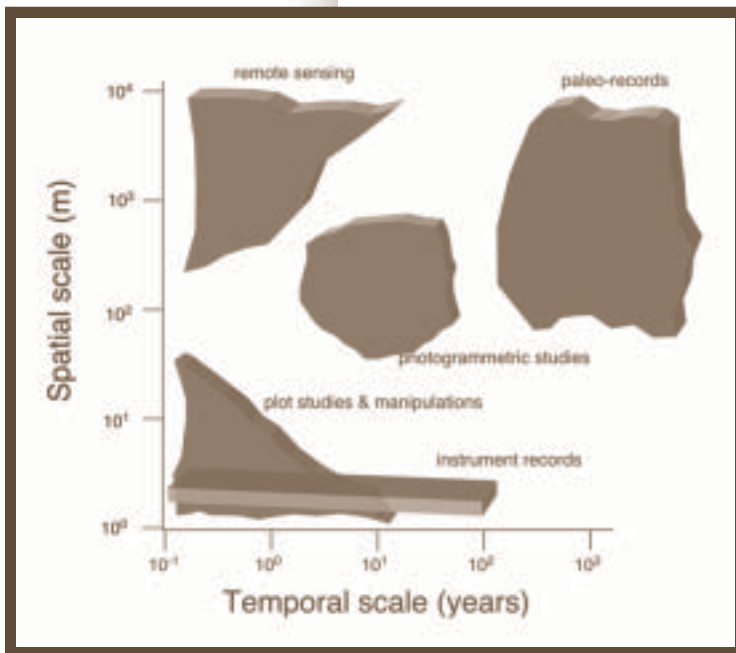 remote sensing
paleo-records
10⁴
10³
10²
10¹
10⁰
Spatial scale (m)
photogrammetric studies
plot studies & manipulations
instrument records
10⁻¹ 10⁰ 10¹ 10² 10³
Temporal scale (years)